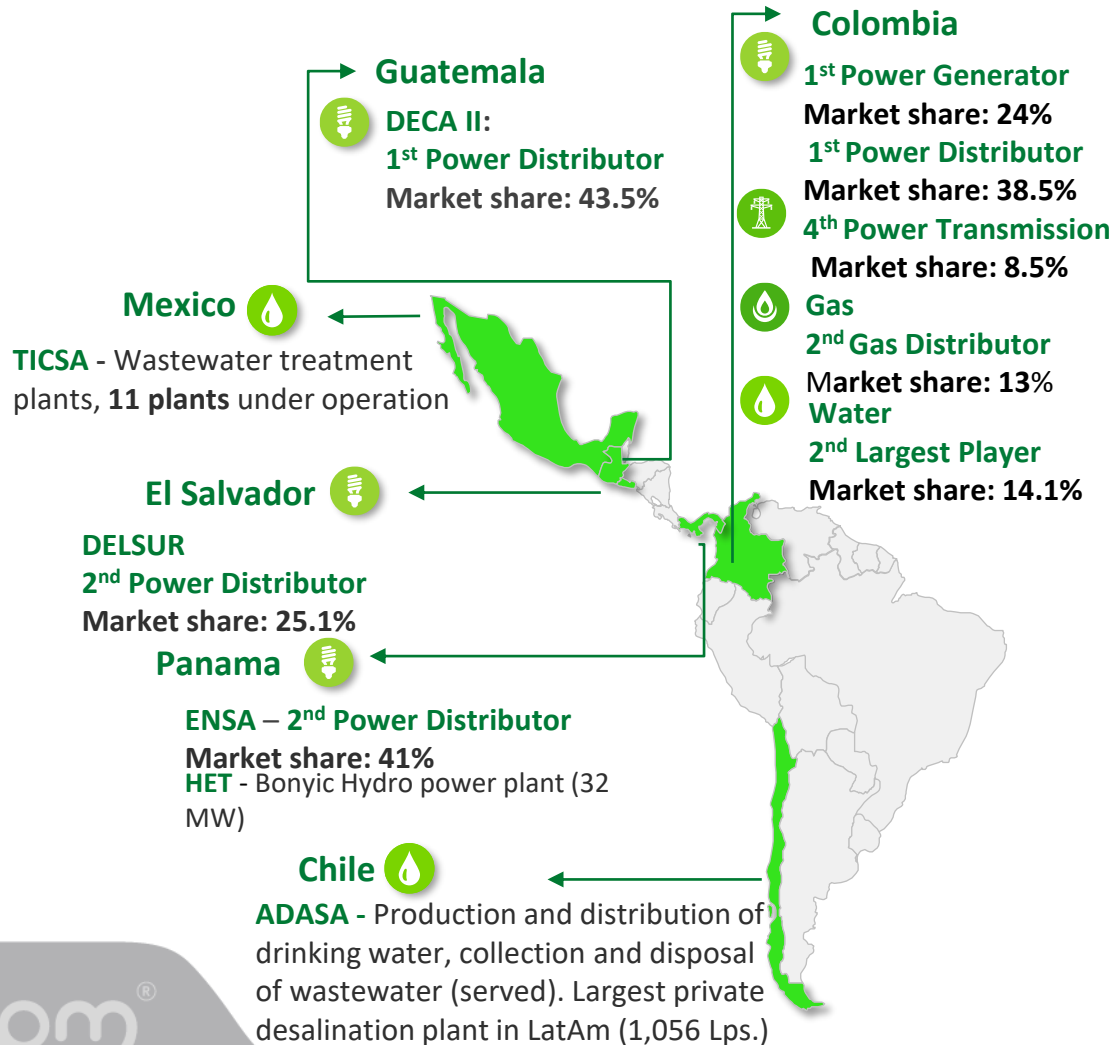 Colombia
1st Power Generator
Market share: 24%
1st Power Distributor
Market share: 38.5%
4th Power Transmission
Market share: 8.5%
Gas
2nd Gas Distributor
Market share: 13%
Water
2nd Largest Player
Market share: 14.1%
Guatemala
DECA II:
1st Power Distributor
Market share: 43.5%
Mexico
TICSA - Wastewater treatment
plants, 11 plants under operation
El Salvador
DELSUR
2nd Power Distributor
Market share: 25.1%
Panama
ENSA – 2nd Power Distributor
Market share: 41%
HET - Bonyic Hydro power plant (32
MW)
Chile
ADASA - Production and distribution of
drinking water, collection and disposal
of wastewater (served). Largest private
desalination plant in LatAm (1,056 Lps.)
om®